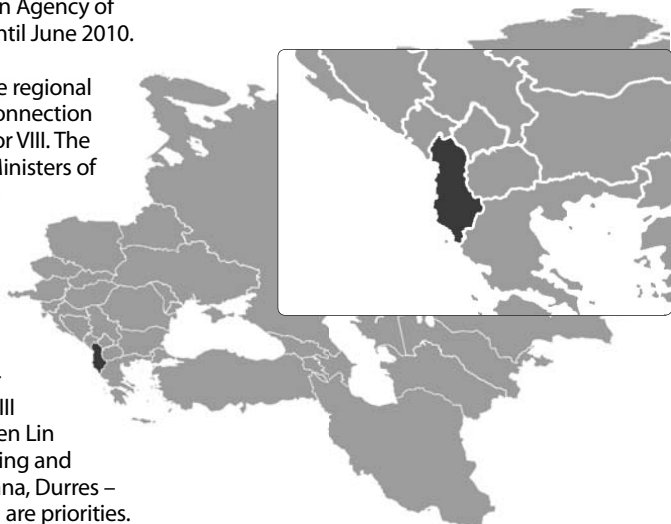 n Agency of
ntil June 2010.
e regional
onnection
or VIII. The
Ministers of
III
en Lin
ing and
ana, Durres –
are priorities.